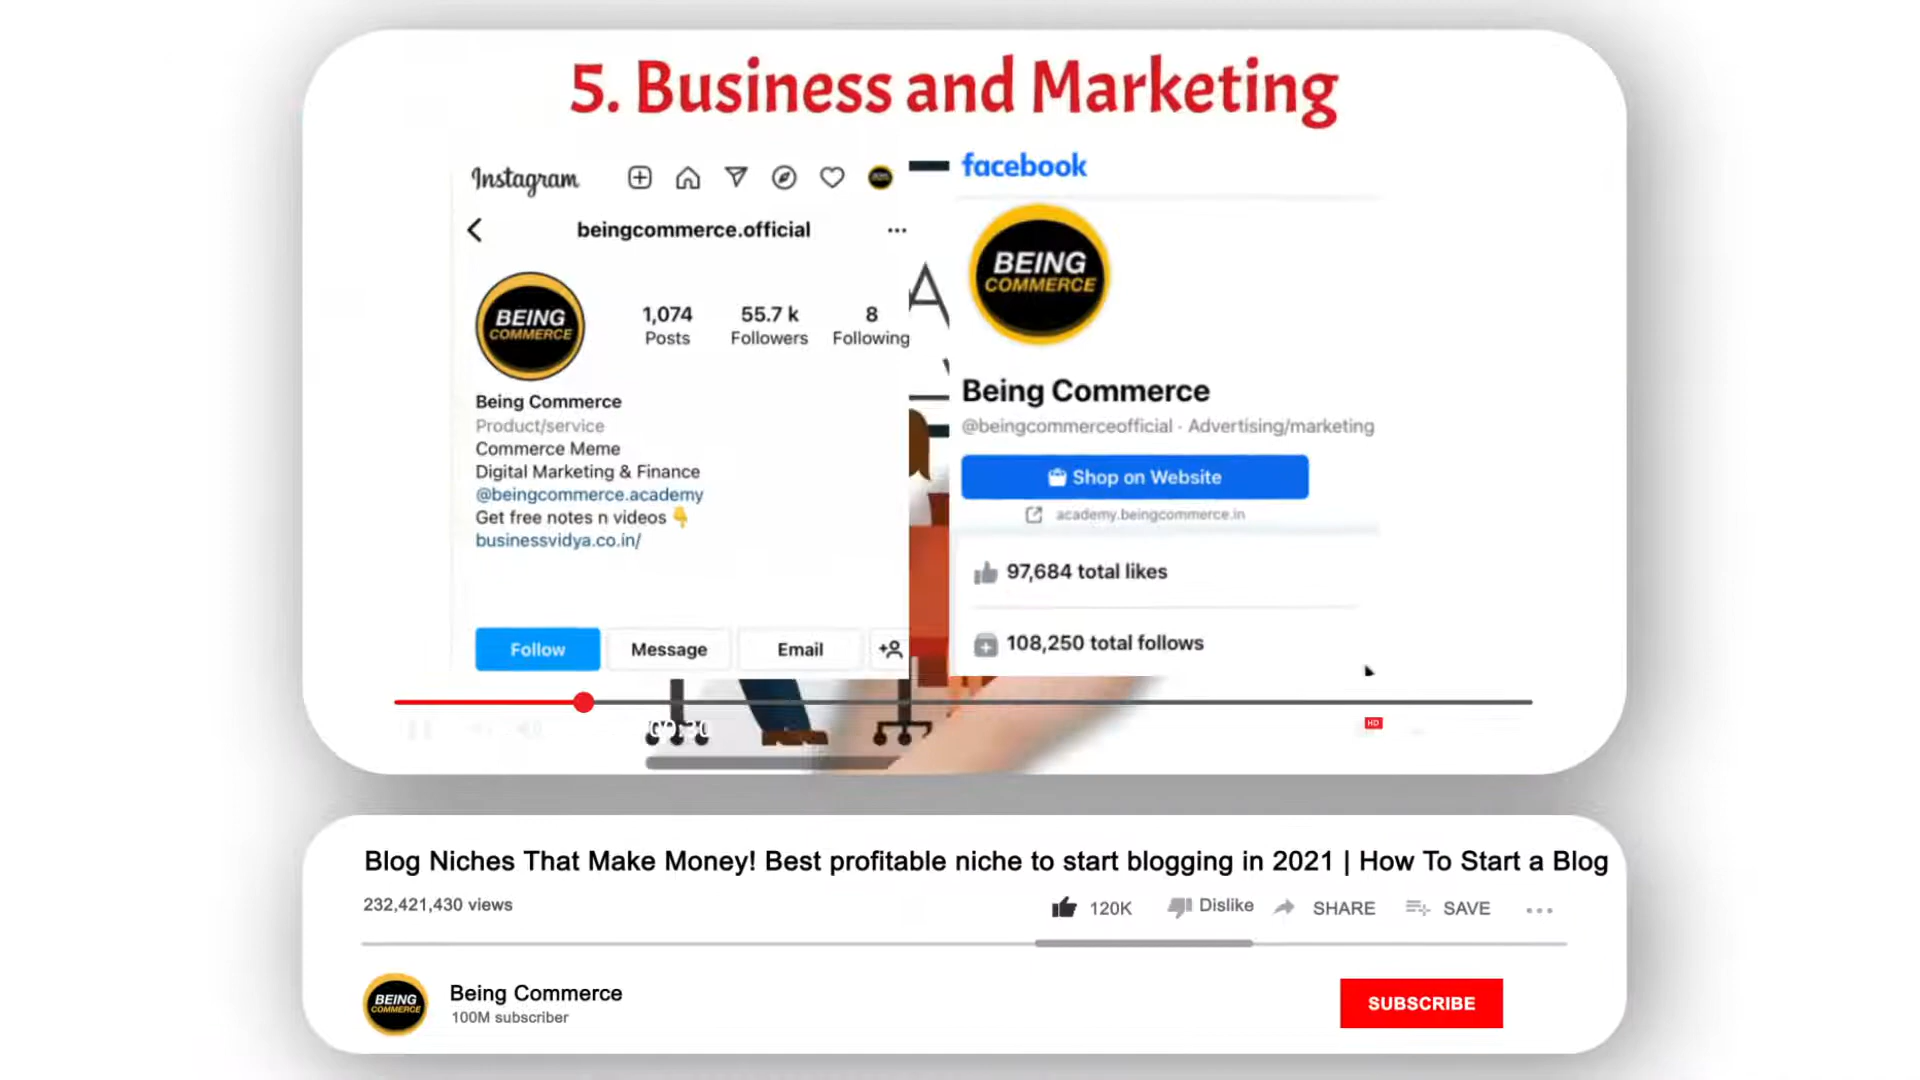 5. Business and Marketing
Instagram
beingcommerce.official
...
BEING
COMMERCE
1,074
Posts
55.7 k
Followers
8
Following
Being Commerce
Product/service
Commerce Meme
Digital Marketing & Finance
@beingcommerce.academy
Get free notes n videos 👇
businessvidya.co.in/
Follow
Message
Email
facebook
BEING
COMMERCE
Being Commerce
@beingcommerceofficial · Advertising/marketing
Shop on Website
academy.beingcommerce.in
97,684 total likes
108,250 total follows
00:30
HD
Blog Niches That Make Money! Best profitable niche to start blogging in 2021 | How To Start a Blog
232,421,430 views
120K
Dislike
SHARE
SAVE
...
BEING
COMMERCE
Being Commerce
100M subscriber
SUBSCRIBE